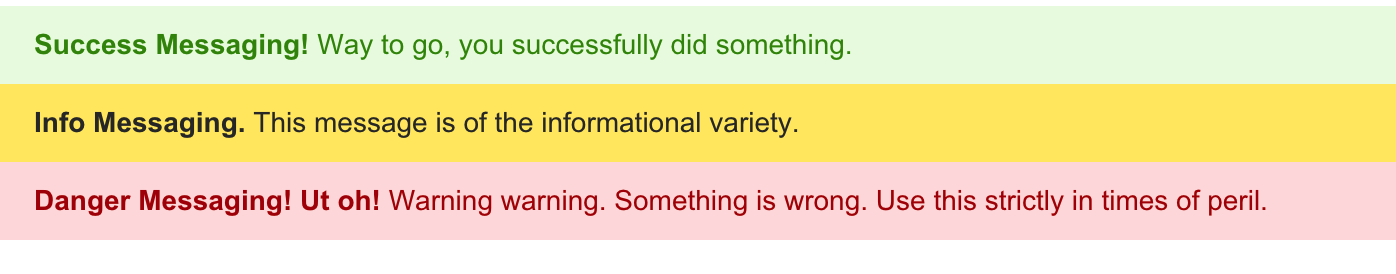 Success Messaging! Way to go, you successfully did something.
Info Messaging. This message is of the informational variety.
Danger Messaging! Ut oh! Warning warning. Something is wrong. Use this strictly in times of peril.